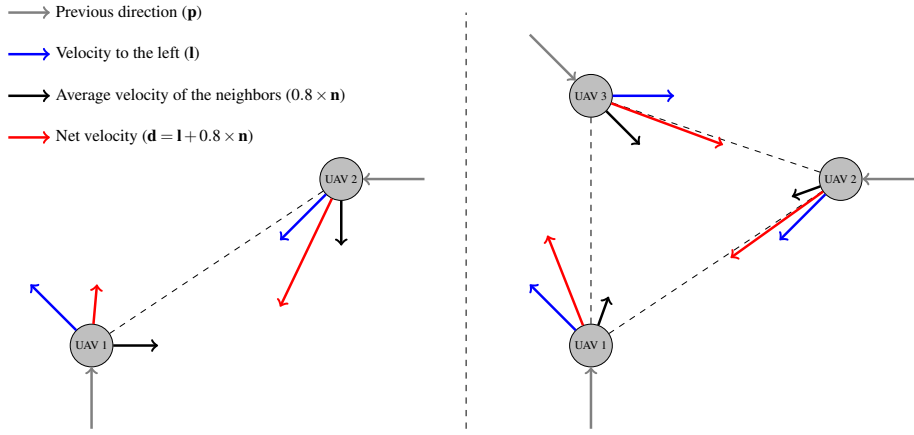 Previous direction (p)
Velocity to the left (l)
Average velocity of the neighbors (0.8 × n)
Net velocity (d = l + 0.8 × n)
UAV 3
UAV 2
UAV 2
UAV 1
UAV 1